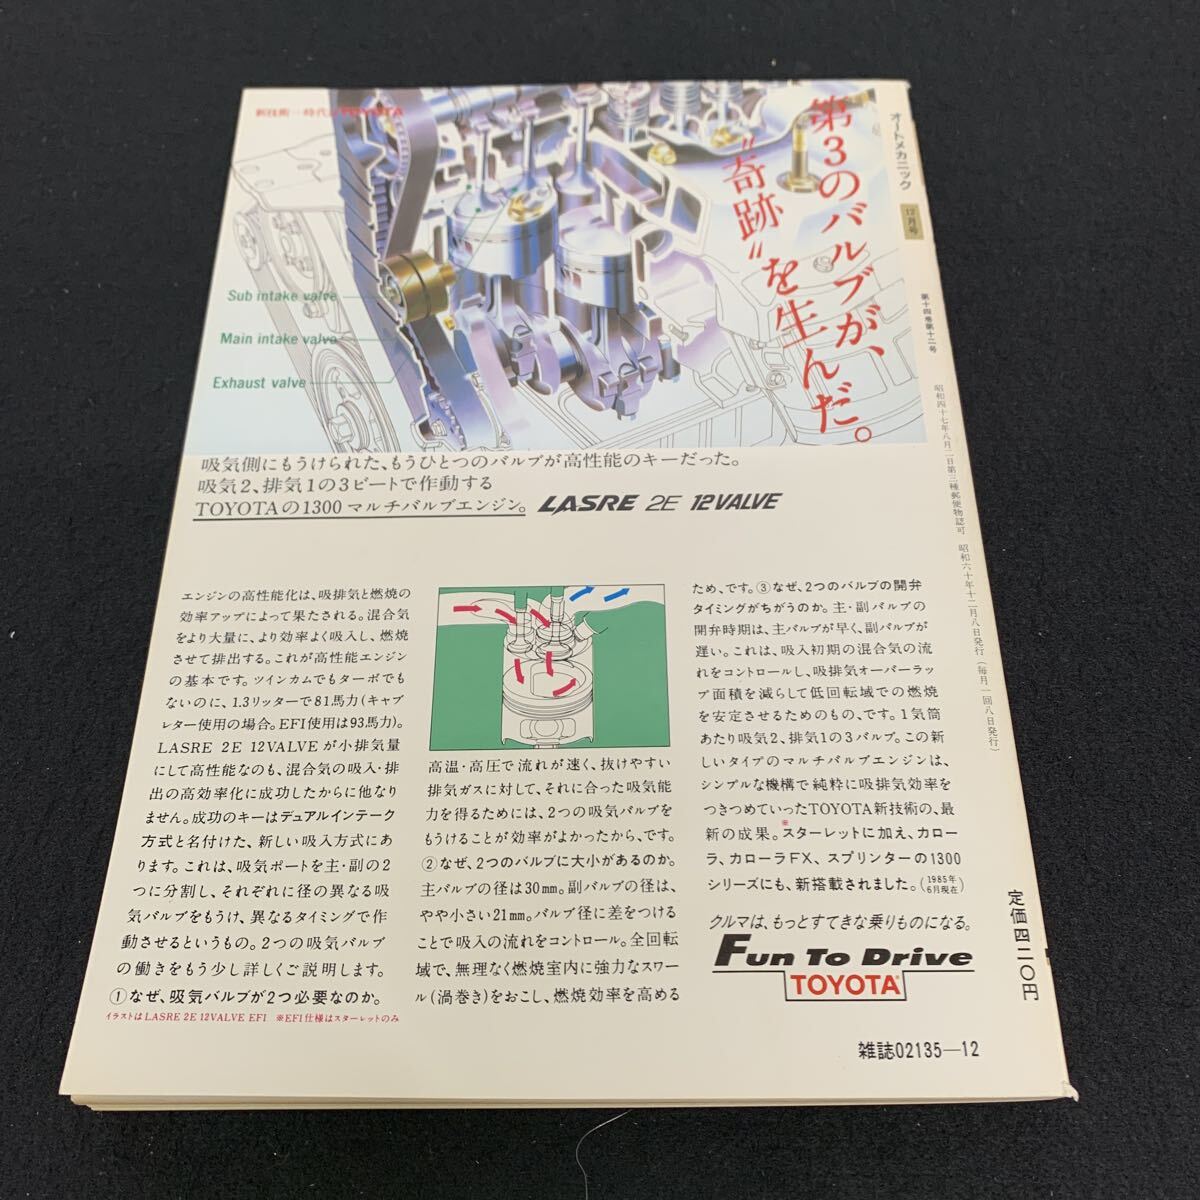 新技術…時代はTOYOTA
第3のバルブが、
“奇跡”を生んだ。
Sub intake valve
Main intake valve
Exhaust valve
吸気側にもうけられた、もうひとつのバルブが高性能のキーだった。
吸気2、排気1の3ビートで作動する
TOYOTAの1300マルチバルブエンジン。 LASRE 2E 12VALVE
エンジンの高性能化は、吸排気と燃焼の
効率アップによって果たされる。混合気
をより大量に、より効率よく吸入し、燃焼
させて排出する。これが高性能エンジン
の基本です。ツインカムでもターボでも
ないのに、1.3リッターで81馬力(キャブ
レター使用の場合。EFI使用は93馬力)。
LASRE 2E 12VALVEが小排気量
にして高性能なのも、混合気の吸入・排
出の高効率化に成功したからに他なり
ません。成功のキーはデュアルインテーク
方式と名付けた、新しい吸入方式にあ
ります。これは、吸気ポートを主・副の2
つに分割し、それぞれに径の異なる吸
気バルブをもうけ、異なるタイミングで作
動させるというもの。2つの吸気バルブ
の働きをもう少し詳しくご説明します。
①なぜ、吸気バルブが2つ必要なのか。
イラストはLASRE 2E 12VALVE EFI ※EFI仕様はスターレットのみ
高温・高圧で流れが速く、抜けやすい
排気ガスに対して、それに合った吸気能
力を得るためには、2つの吸気バルブを
もうけることが効率がよかったから、です。
②なぜ、2つのバルブに大小があるのか。
主バルブの径は30mm。副バルブの径は、
やや小さい21mm。バルブ径に差をつける
ことで吸入の流れをコントロール。全回転
域で、無理なく燃焼室内に強力なスワー
ル(渦巻き)をおこし、燃焼効率を高める
ため、です。③なぜ、2つのバルブの開弁
タイミングがちがうのか。主・副バルブの
開弁時期は、主バルブが早く、副バルブが
遅い。これは、吸入初期の混合気の流
れをコントロールし、吸排気オーバーラッ
プ面積を減らして低回転域での燃焼
を安定させるためのもの、です。1気筒
あたり吸気2、排気1の3バルブ。この新
しいタイプのマルチバルブエンジンは、
シンプルな機構で純粋に吸排気効率を
つきつめていったTOYOTA新技術の、最
新の成果。※スターレットに加え、カロー
ラ、カローラFX、スプリンターの1300
シリーズにも、新搭載されました。(1985年6月現在)
クルマは、もっとすてきな乗りものになる。
Fun To Drive
TOYOTA
雑誌02135—12
オートメカニック 12月号 第十四巻第十二号 昭和四十七年八月二日第三種郵便物認可 昭和六十年十二月八日発行(毎月一回八日発行)
定価四二〇円